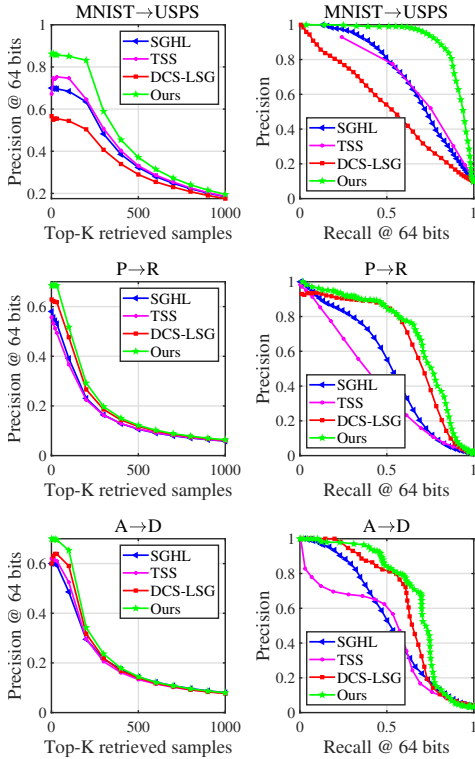 MNIST→USPS
Precision @ 64 bits
0.8
0.6
0.4
0.2
SGHL
TSS
DCS-LSG
Ours
0
500
1000
Top-K retrieved samples
Recall
Precision
1
0.8
0.6
0.4
0.2
0
SGHL
TSS
DCS-LSG
Ours
0
0.5
1
Recall @ 64 bits
P→R
Precision @ 64 bits
0.6
0.4
0.2
0
SGHL
TSS
DCS-LSG
Ours
0
500
1000
Top-K retrieved samples
P→R
Precision
1
0.8
0.6
0.4
0.2
0
SGHL
TSS
DCS-LSG
Ours
0
0.5
1
Recall @ 64 bits
A→D
Precision @ 64 bits
0.6
0.4
0.2
0
SGHL
TSS
DCS-LSG
Ours
0
500
1000
Top-K retrieved samples
A→D
Precision
1
0.8
0.6
0.4
0.2
0
SGHL
TSS
DCS-LSG
Ours
0
0.5
1
Recall @ 64 bits